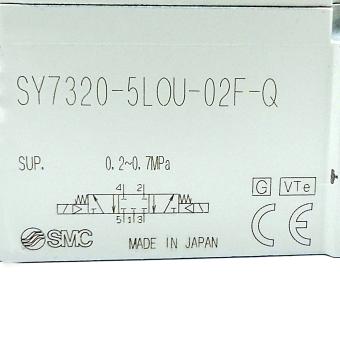 SY7320-5LOU-02F-Q
SUP. 0.2~0.7MPa
G VTe
4 2
5 1 3
SMC MADE IN JAPAN CE